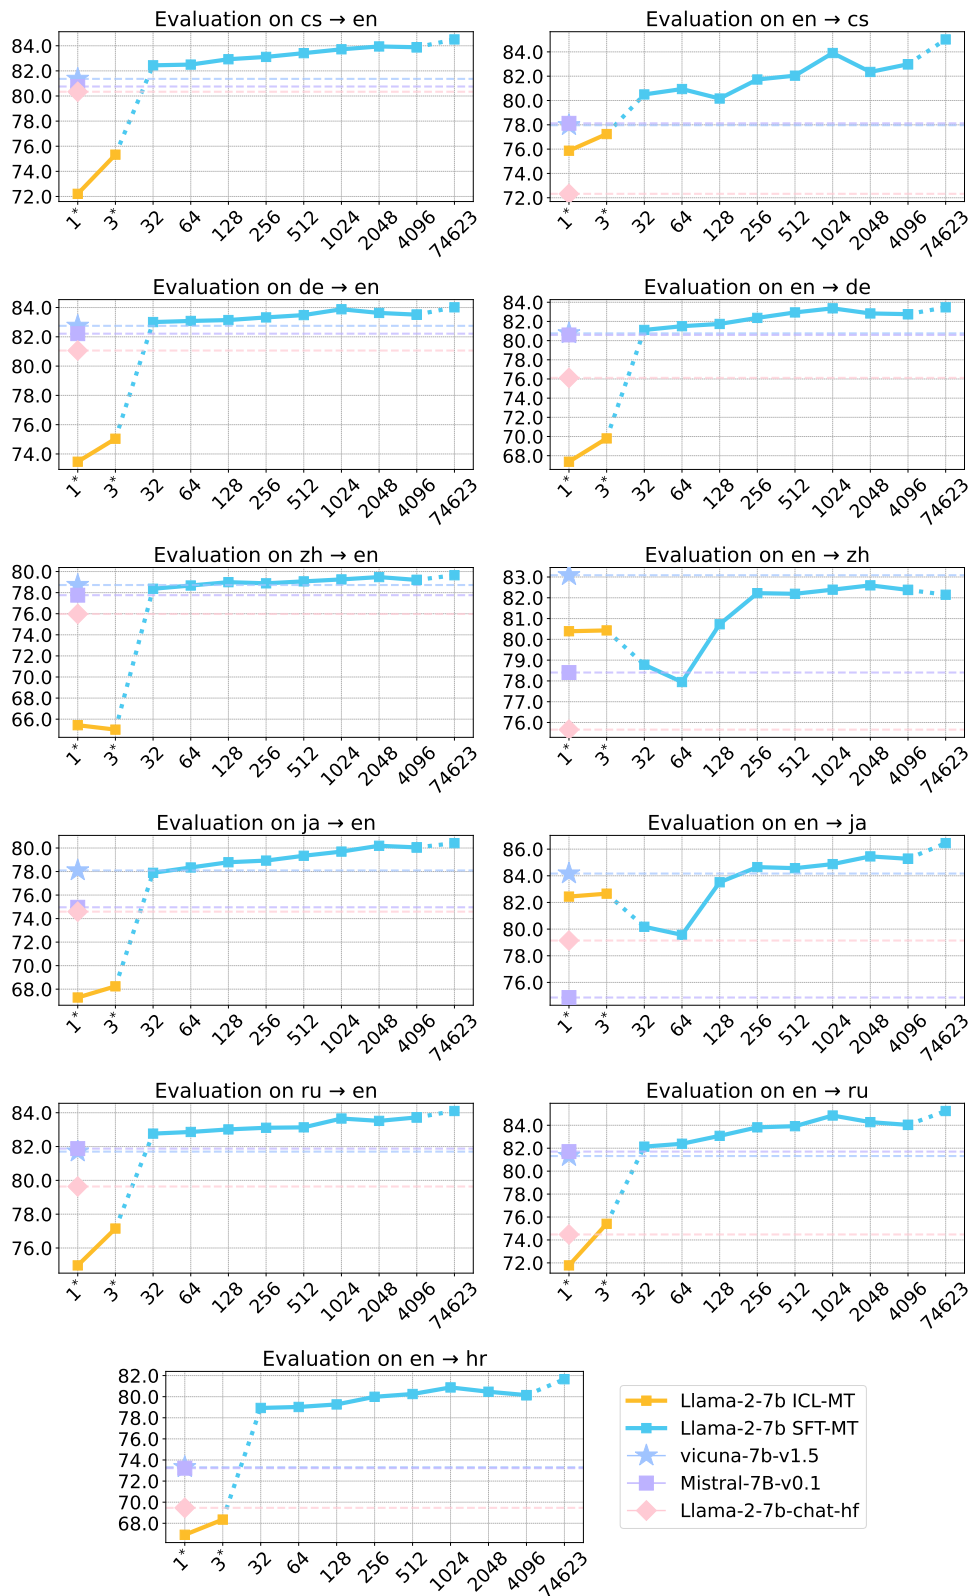 Evaluation on cs → en
84.0
82.0
80.0
78.0
76.0
74.0
72.0
1* 3* 32 64 128 256 512 1024 2048 4096 74623
Evaluation on en → cs
84.0
82.0
80.0
78.0
76.0
74.0
72.0
1* 3* 32 64 128 256 512 1024 2048 4096 74623
Evaluation on de → en
84.0
82.0
80.0
78.0
76.0
74.0
1* 3* 32 64 128 256 512 1024 2048 4096 74623
Evaluation on en → de
84.0
82.0
80.0
78.0
76.0
74.0
72.0
70.0
68.0
1* 3* 32 64 128 256 512 1024 2048 4096 74623
Evaluation on zh → en
80.0
78.0
76.0
74.0
72.0
70.0
68.0
66.0
1* 3* 32 64 128 256 512 1024 2048 4096 74623
Evaluation on en → zh
83.0
82.0
81.0
80.0
79.0
78.0
77.0
76.0
1* 3* 32 64 128 256 512 1024 2048 4096 74623
Evaluation on ja → en
80.0
78.0
76.0
74.0
72.0
70.0
68.0
1* 3* 32 64 128 256 512 1024 2048 4096 74623
Evaluation on en → ja
86.0
84.0
82.0
80.0
78.0
76.0
1* 3* 32 64 128 256 512 1024 2048 4096 74623
Evaluation on ru → en
84.0
82.0
80.0
78.0
76.0
1* 3* 32 64 128 256 512 1024 2048 4096 74623
Evaluation on en → ru
84.0
82.0
80.0
78.0
76.0
74.0
72.0
1* 3* 32 64 128 256 512 1024 2048 4096 74623
Evaluation on en → hr
82.0
80.0
78.0
76.0
74.0
72.0
70.0
68.0
1* 3* 32 64 128 256 512 1024 2048 4096 74623
Llama-2-7b ICL-MT
Llama-2-7b SFT-MT
vicuna-7b-v1.5
Mistral-7B-v0.1
Llama-2-7b-chat-hf